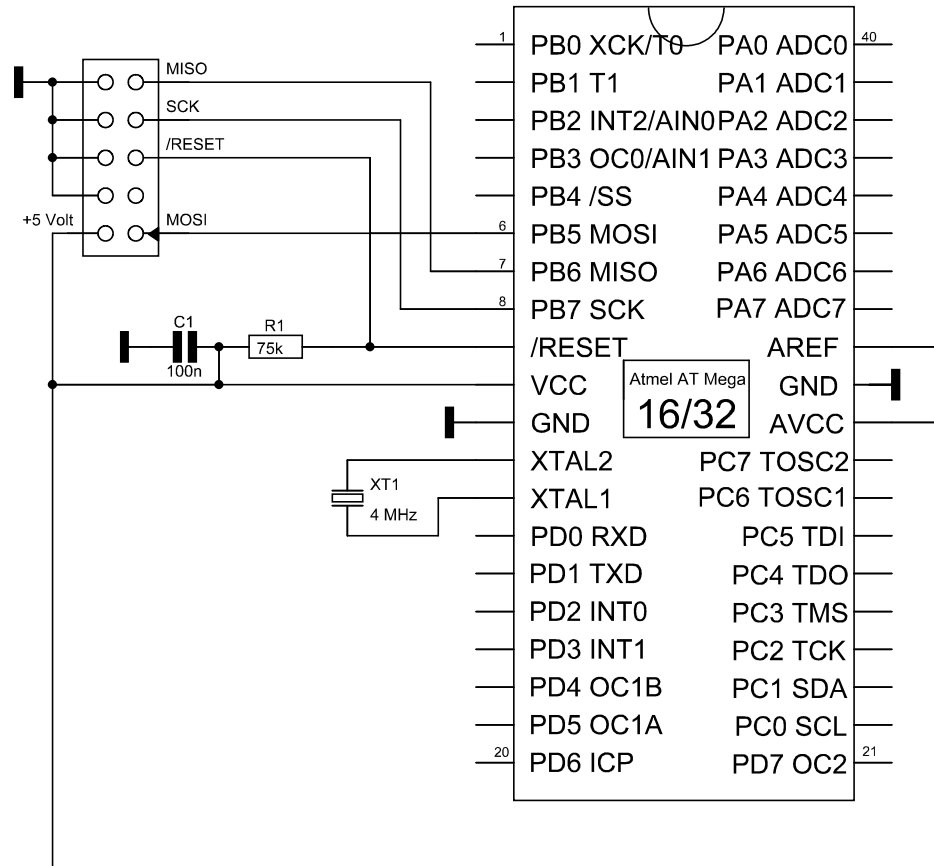 MISO
SCK
/RESET
+5 Volt
MOSI
C1
100n
R1
75k
XT1
4 MHz
1
6
7
8
20
40
21
PB0 XCK/T0 PA0 ADC0
PB1 T1 PA1 ADC1
PB2 INT2/AIN0 PA2 ADC2
PB3 OC0/AIN1 PA3 ADC3
PB4 /SS PA4 ADC4
PB5 MOSI PA5 ADC5
PB6 MISO PA6 ADC6
PB7 SCK PA7 ADC7
/RESET AREF
VCC GND
GND AVCC
Atmel AT Mega
16/32
XTAL2 PC7 TOSC2
XTAL1 PC6 TOSC1
PD0 RXD PC5 TDI
PD1 TXD PC4 TDO
PD2 INT0 PC3 TMS
PD3 INT1 PC2 TCK
PD4 OC1B PC1 SDA
PD5 OC1A PC0 SCL
PD6 ICP PD7 OC2